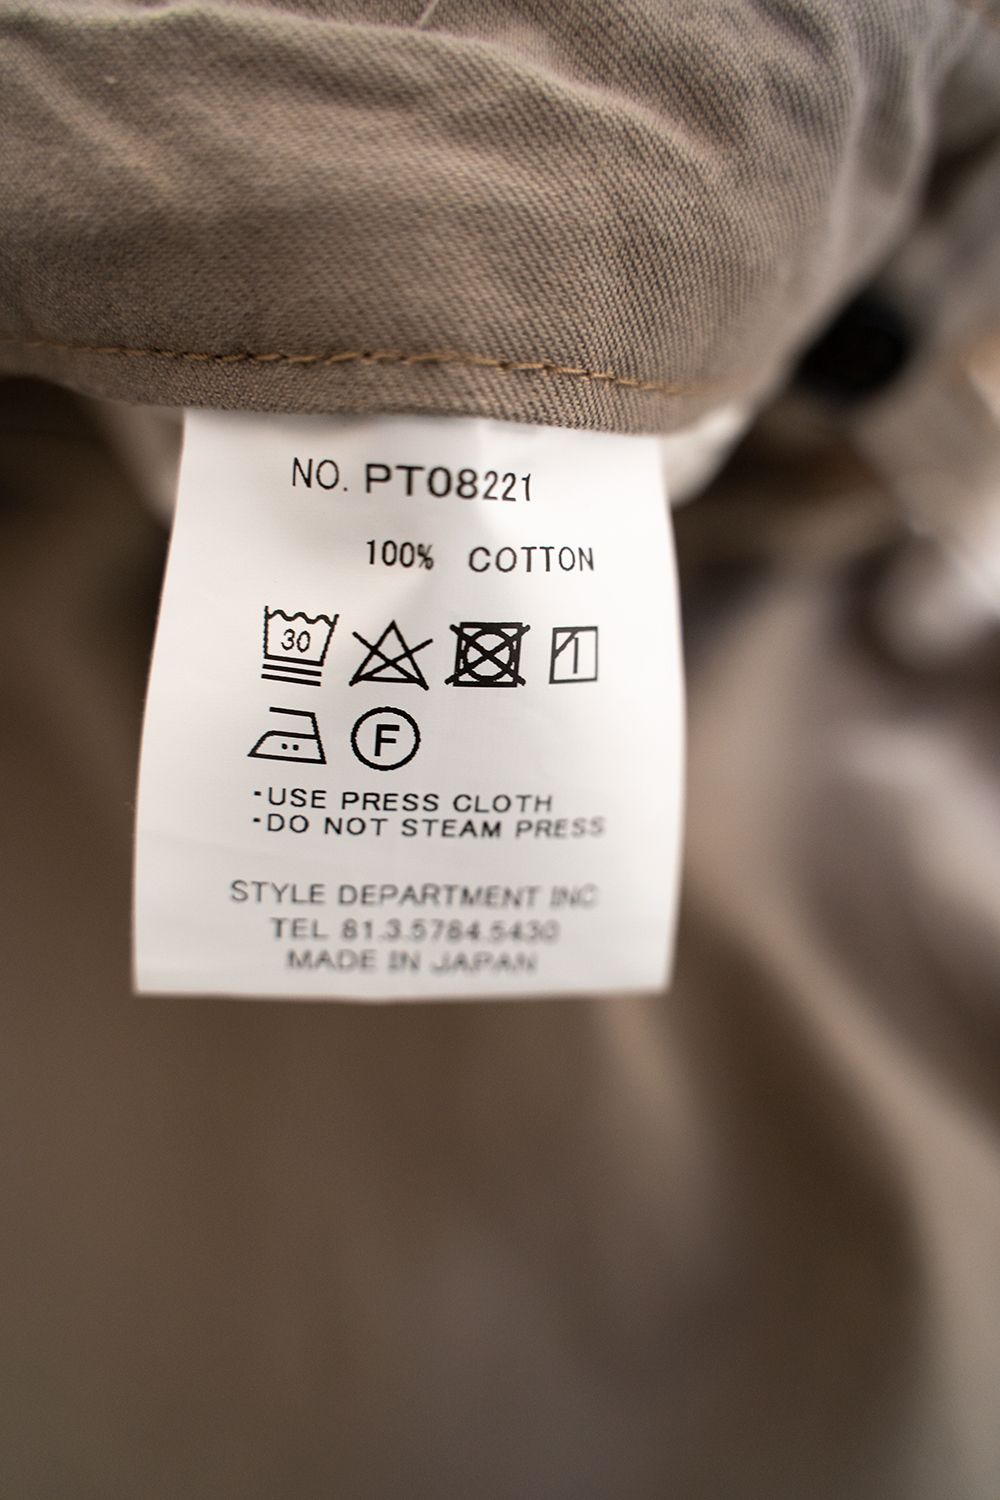 NO. PT08221
100% COTTON
30
F
·USE PRESS CLOTH
·DO NOT STEAM PRESS
STYLE DEPARTMENT INC
TEL 81.3.5784.5430
MADE IN JAPAN